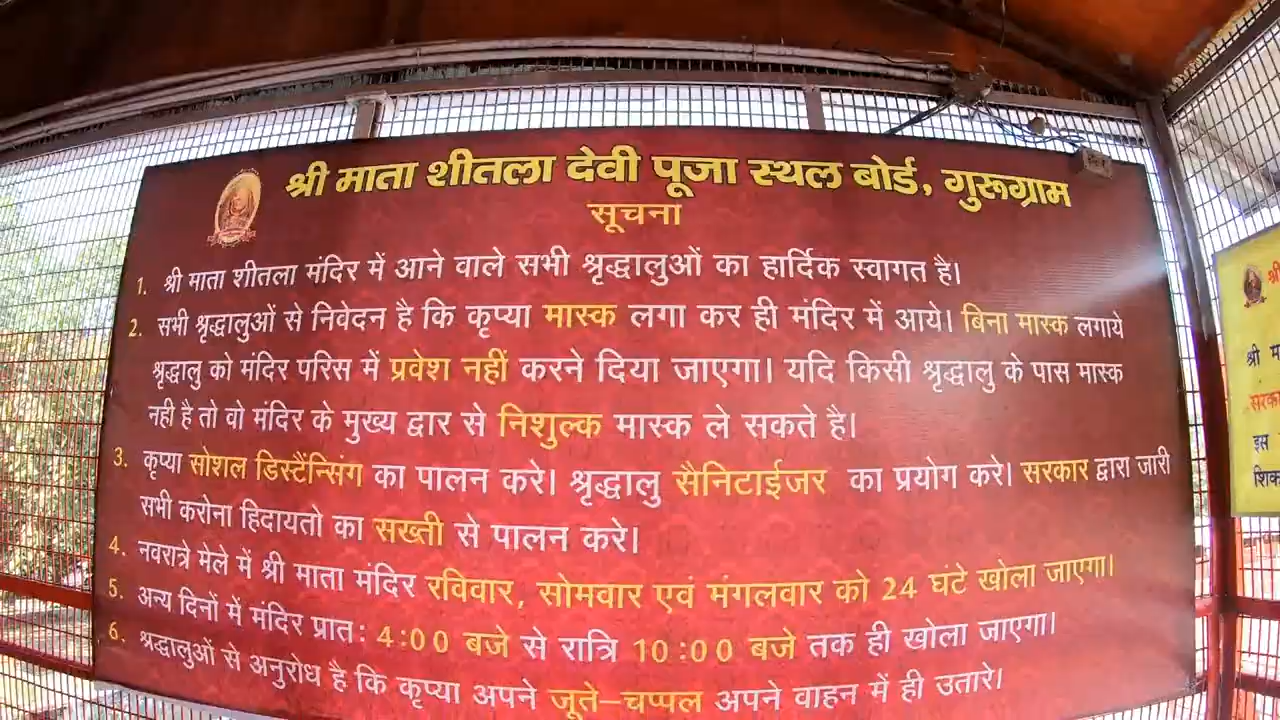 श्री माता शीतला देवी पूजा स्थल बोर्ड, गुरूग्राम
सूचना
1. श्री माता शीतला मंदिर में आने वाले सभी श्रृद्धालुओं का हार्दिक स्वागत है।
2. सभी श्रृद्धालुओं से निवेदन है कि कृप्या मास्क लगा कर ही मंदिर में आये। बिना मास्क लगाये
श्रृद्धालु को मंदिर परिस में प्रवेश नहीं करने दिया जाएगा। यदि किसी श्रृद्धालु के पास मास्क
नही है तो वो मंदिर के मुख्य द्वार से निशुल्क मास्क ले सकते है।
3. कृप्या सोशल डिस्टैंन्सिंग का पालन करे। श्रृद्धालु सैनिटाईजर का प्रयोग करे। सरकार द्वारा जारी
सभी करोना हिदायतो का सख्ती से पालन करे।
4. नवरात्रे मेले में श्री माता मंदिर रविवार, सोमवार एवं मंगलवार को 24 घंटे खोला जाएगा।
5. अन्य दिनों में मंदिर प्रात: 4:00 बजे से रात्रि 10:00 बजे तक ही खोला जाएगा।
6. श्रद्धालुओं से अनुरोध है कि कृप्या अपने जूते–चप्पल अपने वाहन में ही उतारे।
श्री
इस